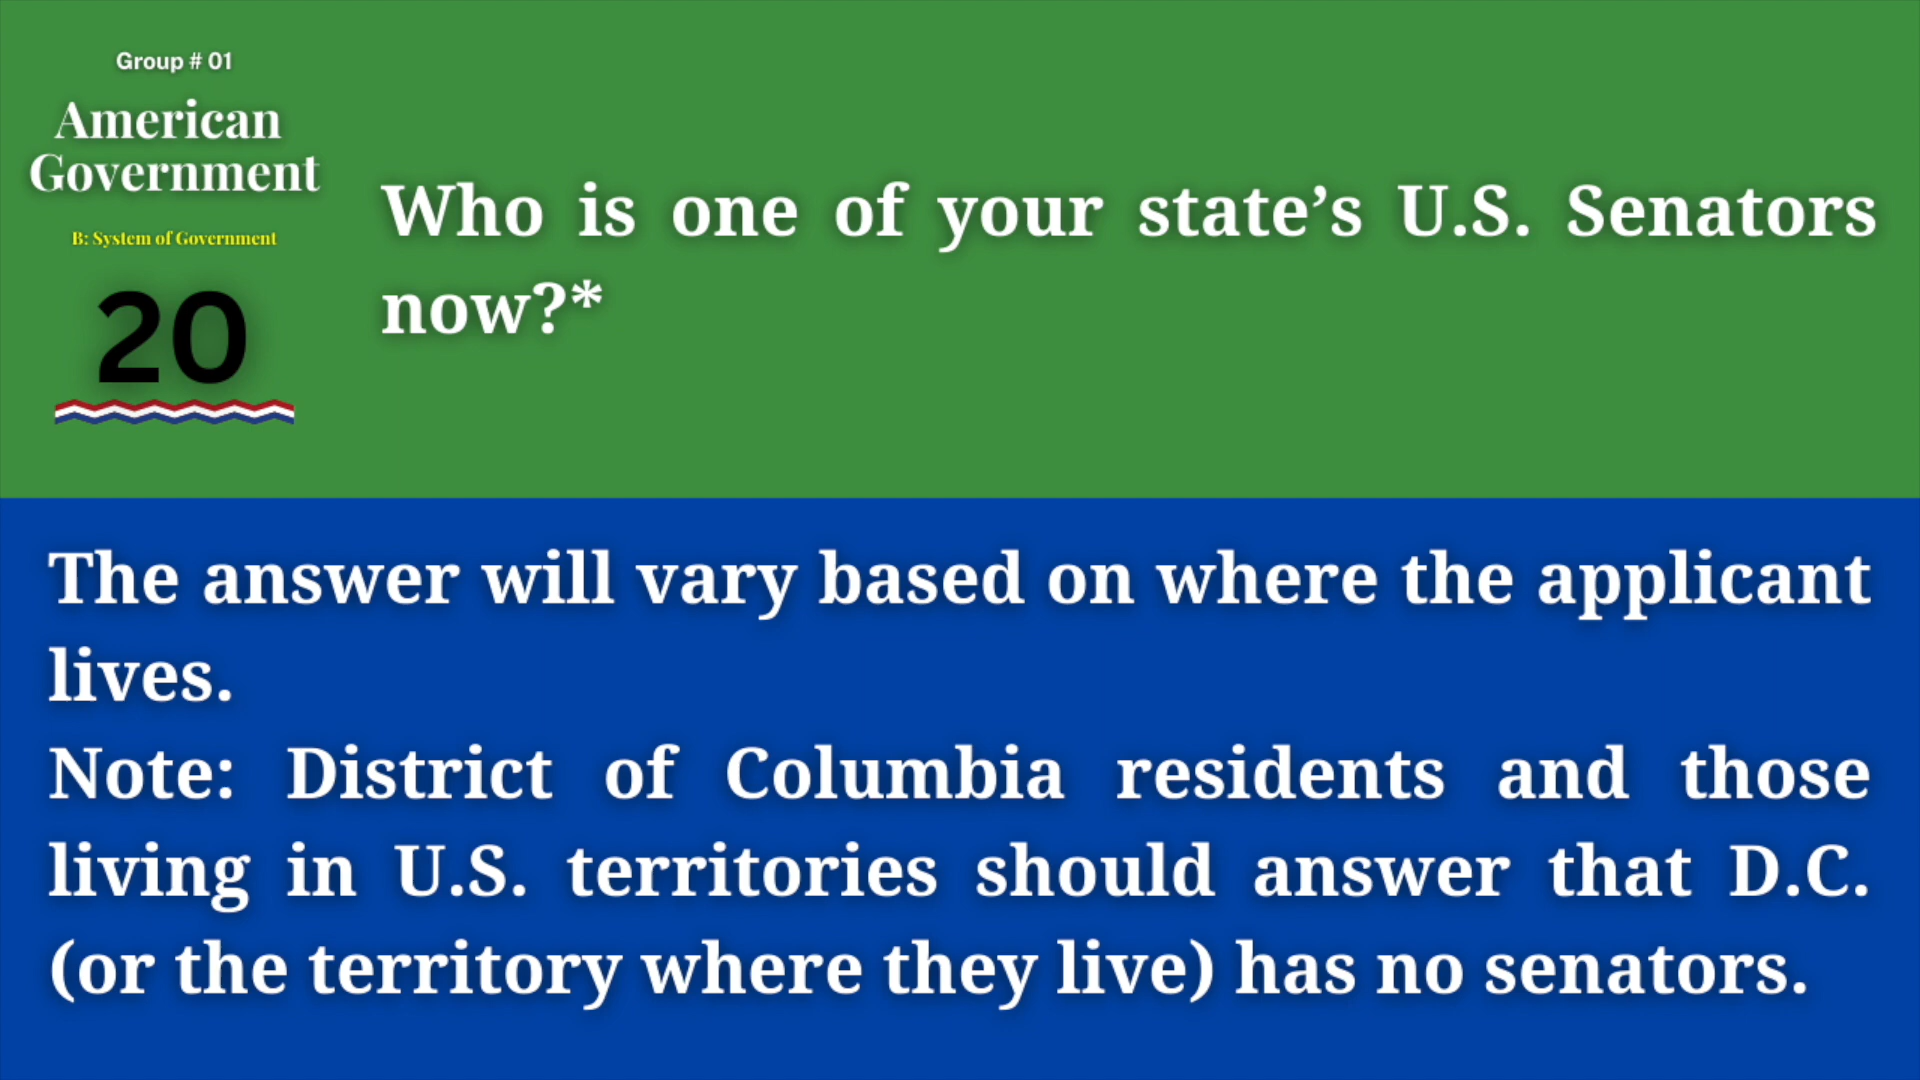 Group # 01
American
Government
B: System of Government
20
Who is one of your state’s U.S. Senators
now?*
The answer will vary based on where the applicant
lives.
Note: District of Columbia residents and those
living in U.S. territories should answer that D.C.
(or the territory where they live) has no senators.